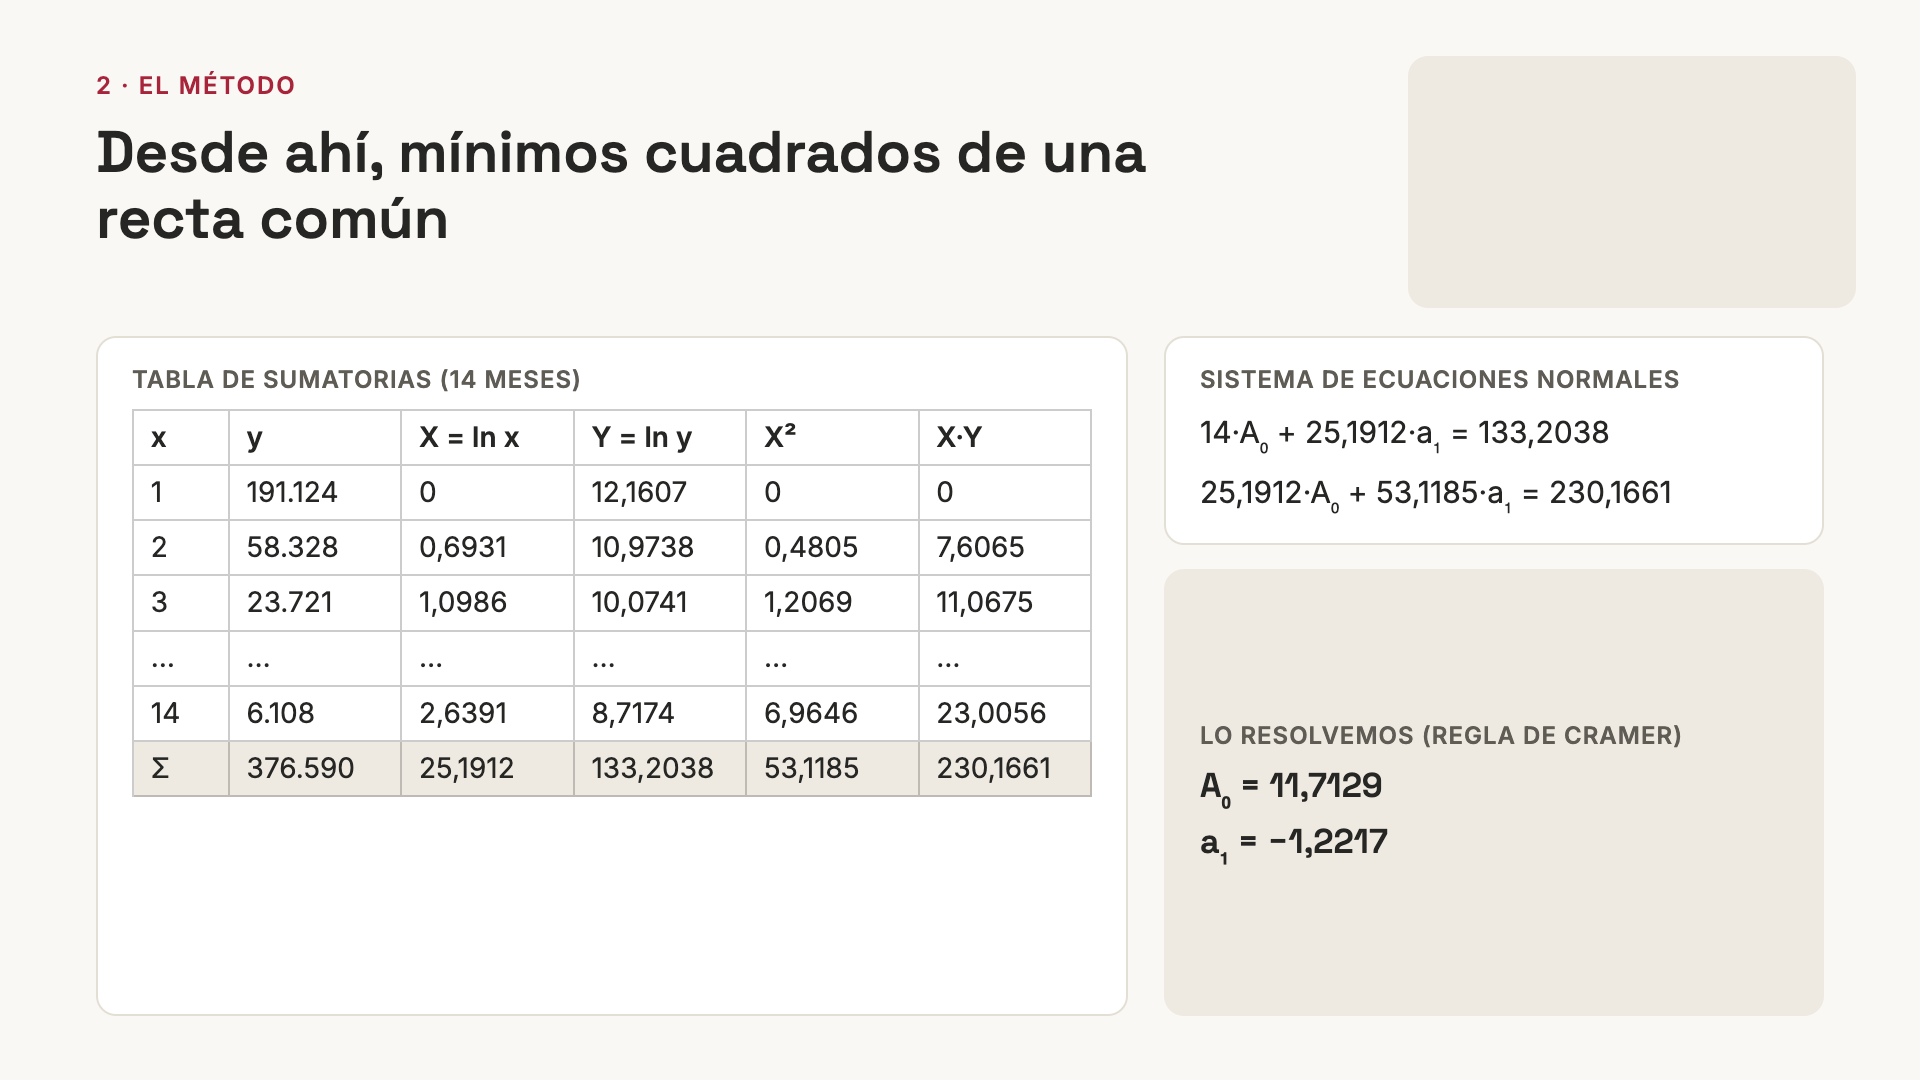 2 · EL MÉTODO
Desde ahí, mínimos cuadrados de una
recta común
TABLA DE SUMATORIAS (14 MESES)
x y X = ln x Y = ln y X² X·Y
1 191.124 0 12,1607 0 0
2 58.328 0,6931 10,9738 0,4805 7,6065
3 23.721 1,0986 10,0741 1,2069 11,0675
... ... ... ... ... ...
14 6.108 2,6391 8,7174 6,9646 23,0056
Σ 376.590 25,1912 133,2038 53,1185 230,1661
SISTEMA DE ECUACIONES NORMALES
14·A₀ + 25,1912·a₁ = 133,2038
25,1912·A₀ + 53,1185·a₁ = 230,1661
LO RESOLVEMOS (REGLA DE CRAMER)
A₀ = 11,7129
a₁ = −1,2217